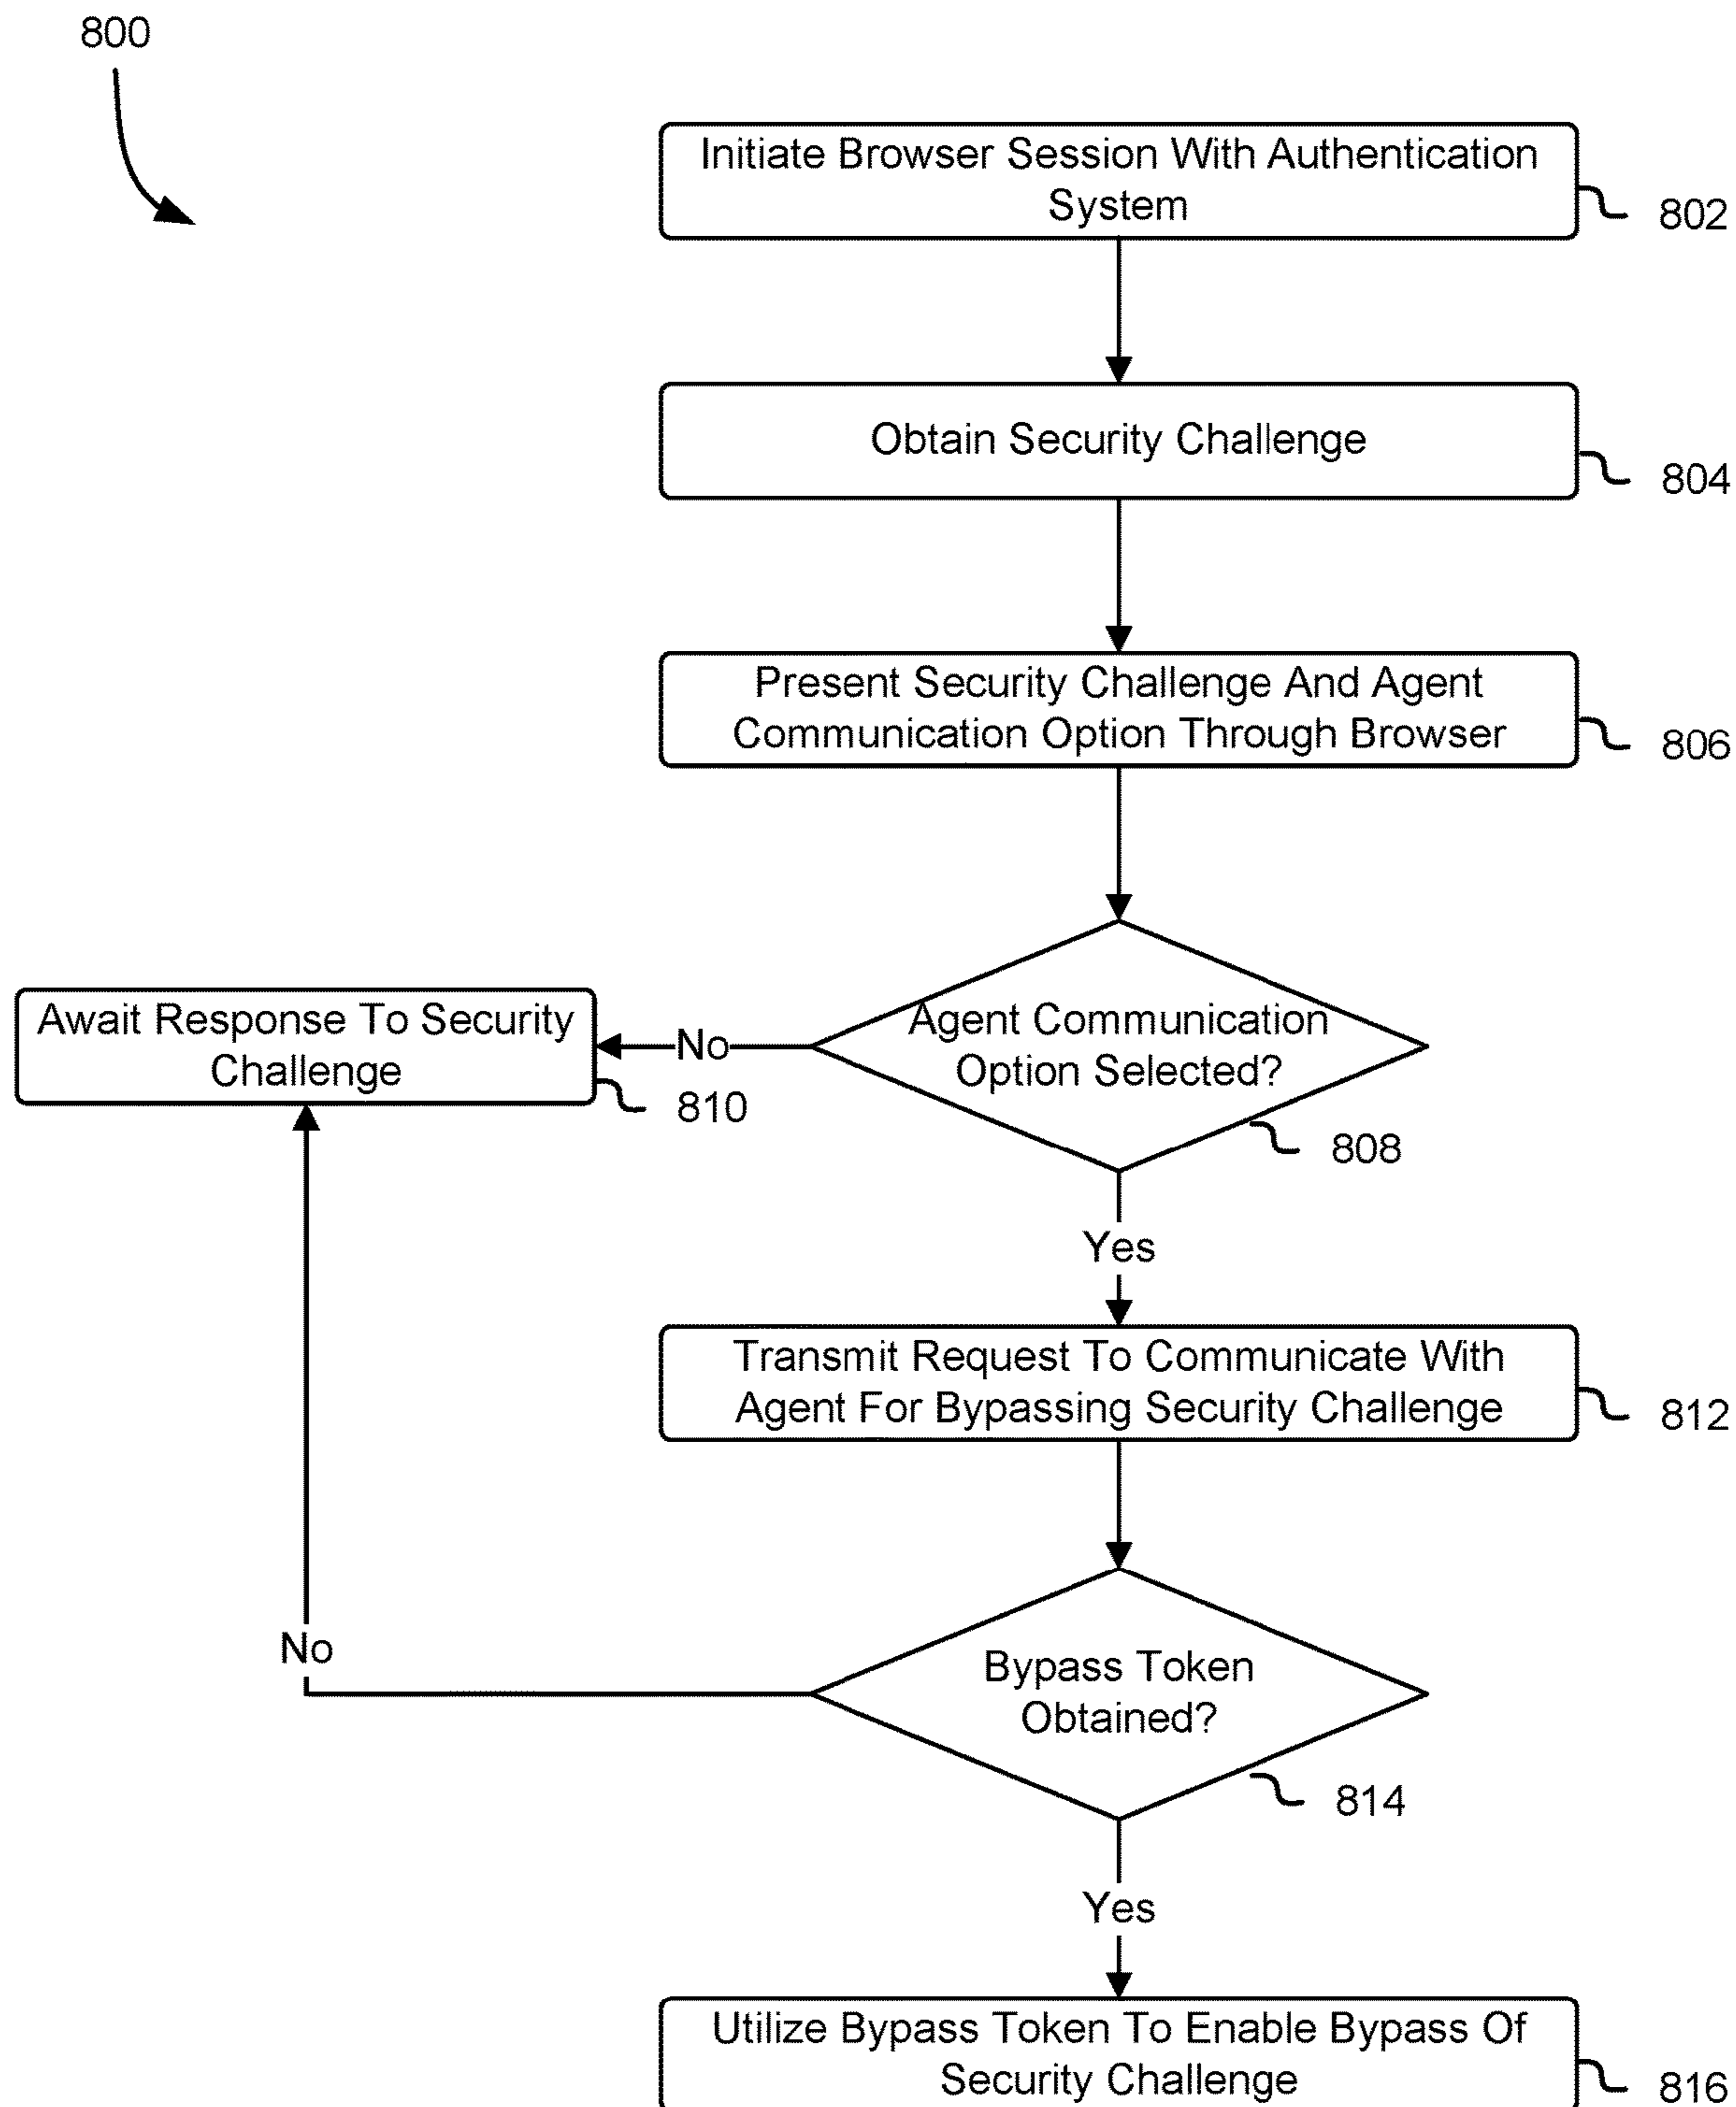 800
Initiate Browser Session With Authentication
System
802
Obtain Security Challenge
804
Present Security Challenge And Agent
Communication Option Through Browser
806
Agent Communication
Option Selected?
808
No
Await Response To Security
Challenge
810
Yes
Transmit Request To Communicate With
Agent For Bypassing Security Challenge
812
Bypass Token
Obtained?
814
No
Yes
Utilize Bypass Token To Enable Bypass Of
Security Challenge
816